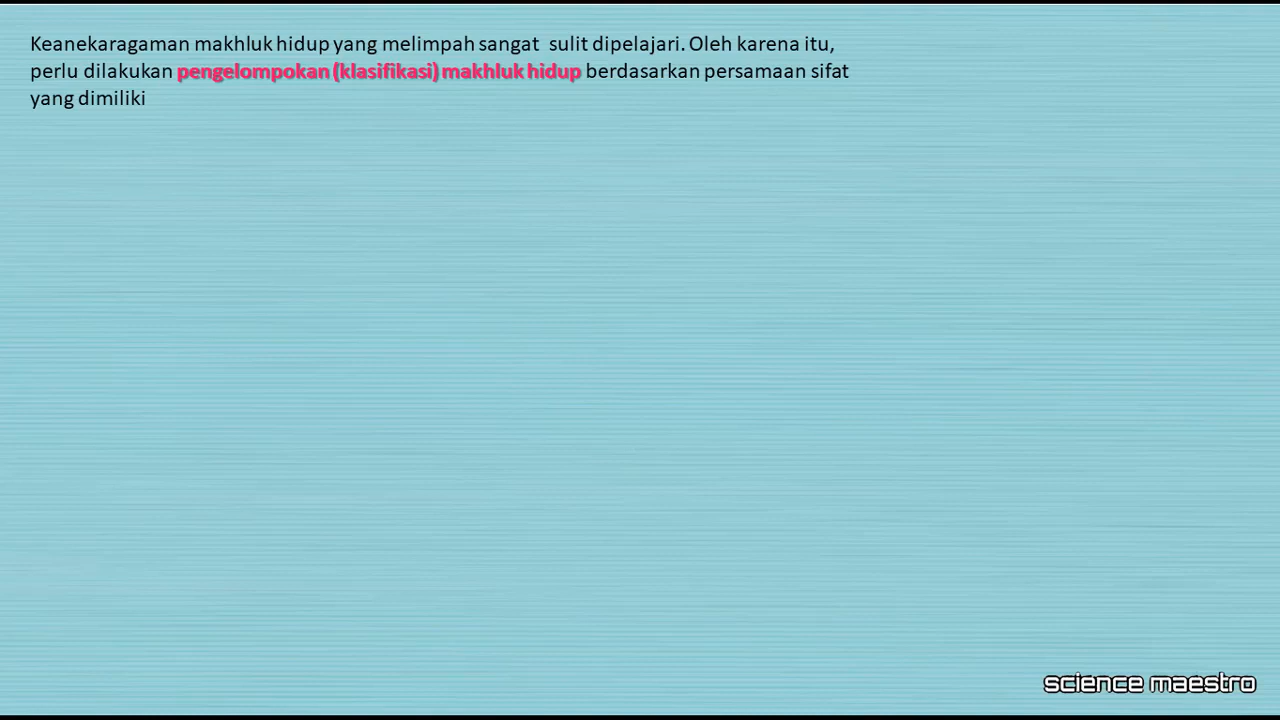 Keanekaragaman makhluk hidup yang melimpah sangat sulit dipelajari. Oleh karena itu,
perlu dilakukan pengelompokan (klasifikasi) makhluk hidup berdasarkan persamaan sifat
yang dimiliki
science maestro